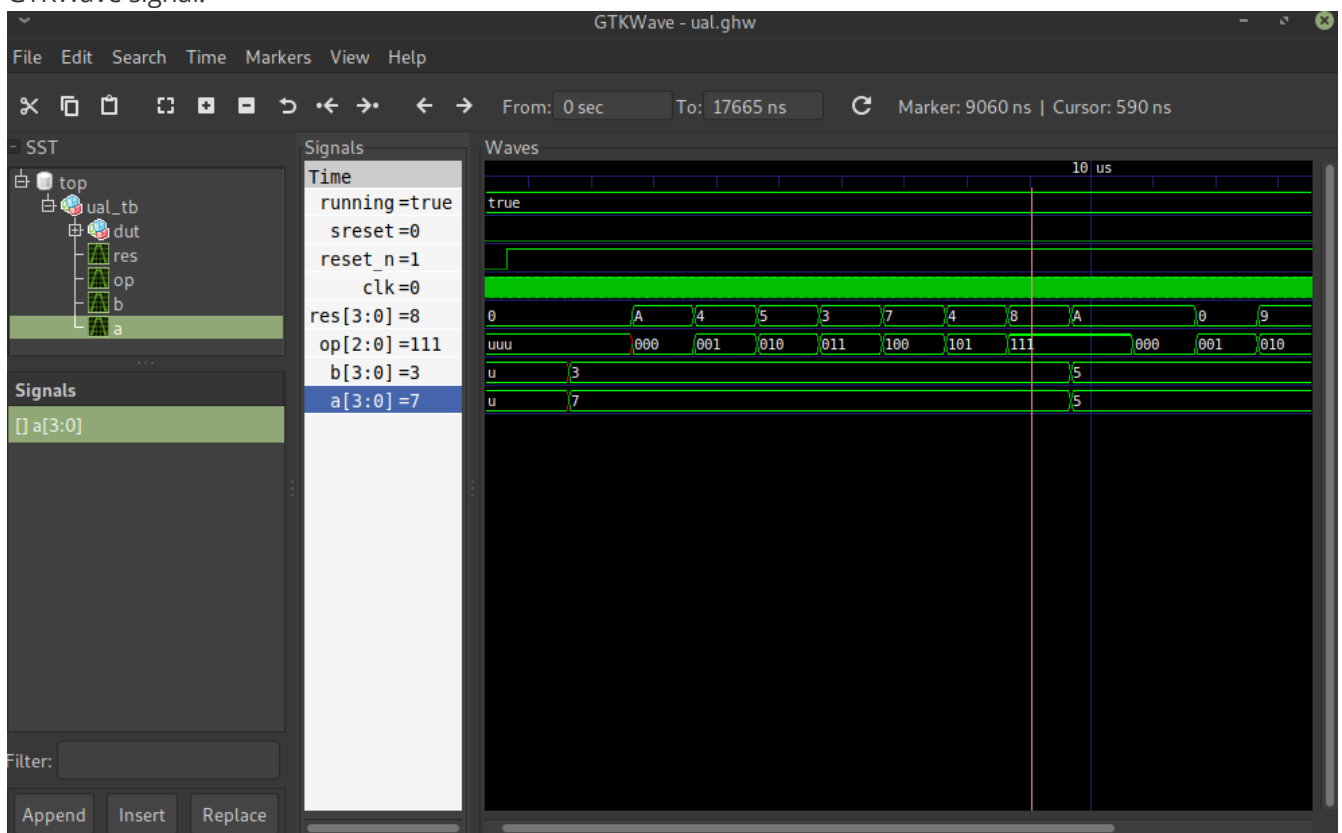 GTKWave signal.
GTKWave - ual.ghw
File Edit Search Time Markers View Help
From: 0 sec To: 17665 ns Marker: 9060 ns | Cursor: 590 ns
SST
top
ual_tb
dut
res
op
b
a
Signals
[] a[3:0]
Filter:
Append Insert Replace
Signals
Time
running=true
sreset=0
reset_n=1
clk=0
res[3:0]=8
op[2:0]=111
b[3:0]=3
a[3:0]=7
Waves
10 us
true
0 A 4 5 3 7 4 8 A 0 9
uuu 000 001 010 011 100 101 111 000 001 010
u 3 5
u 7 5